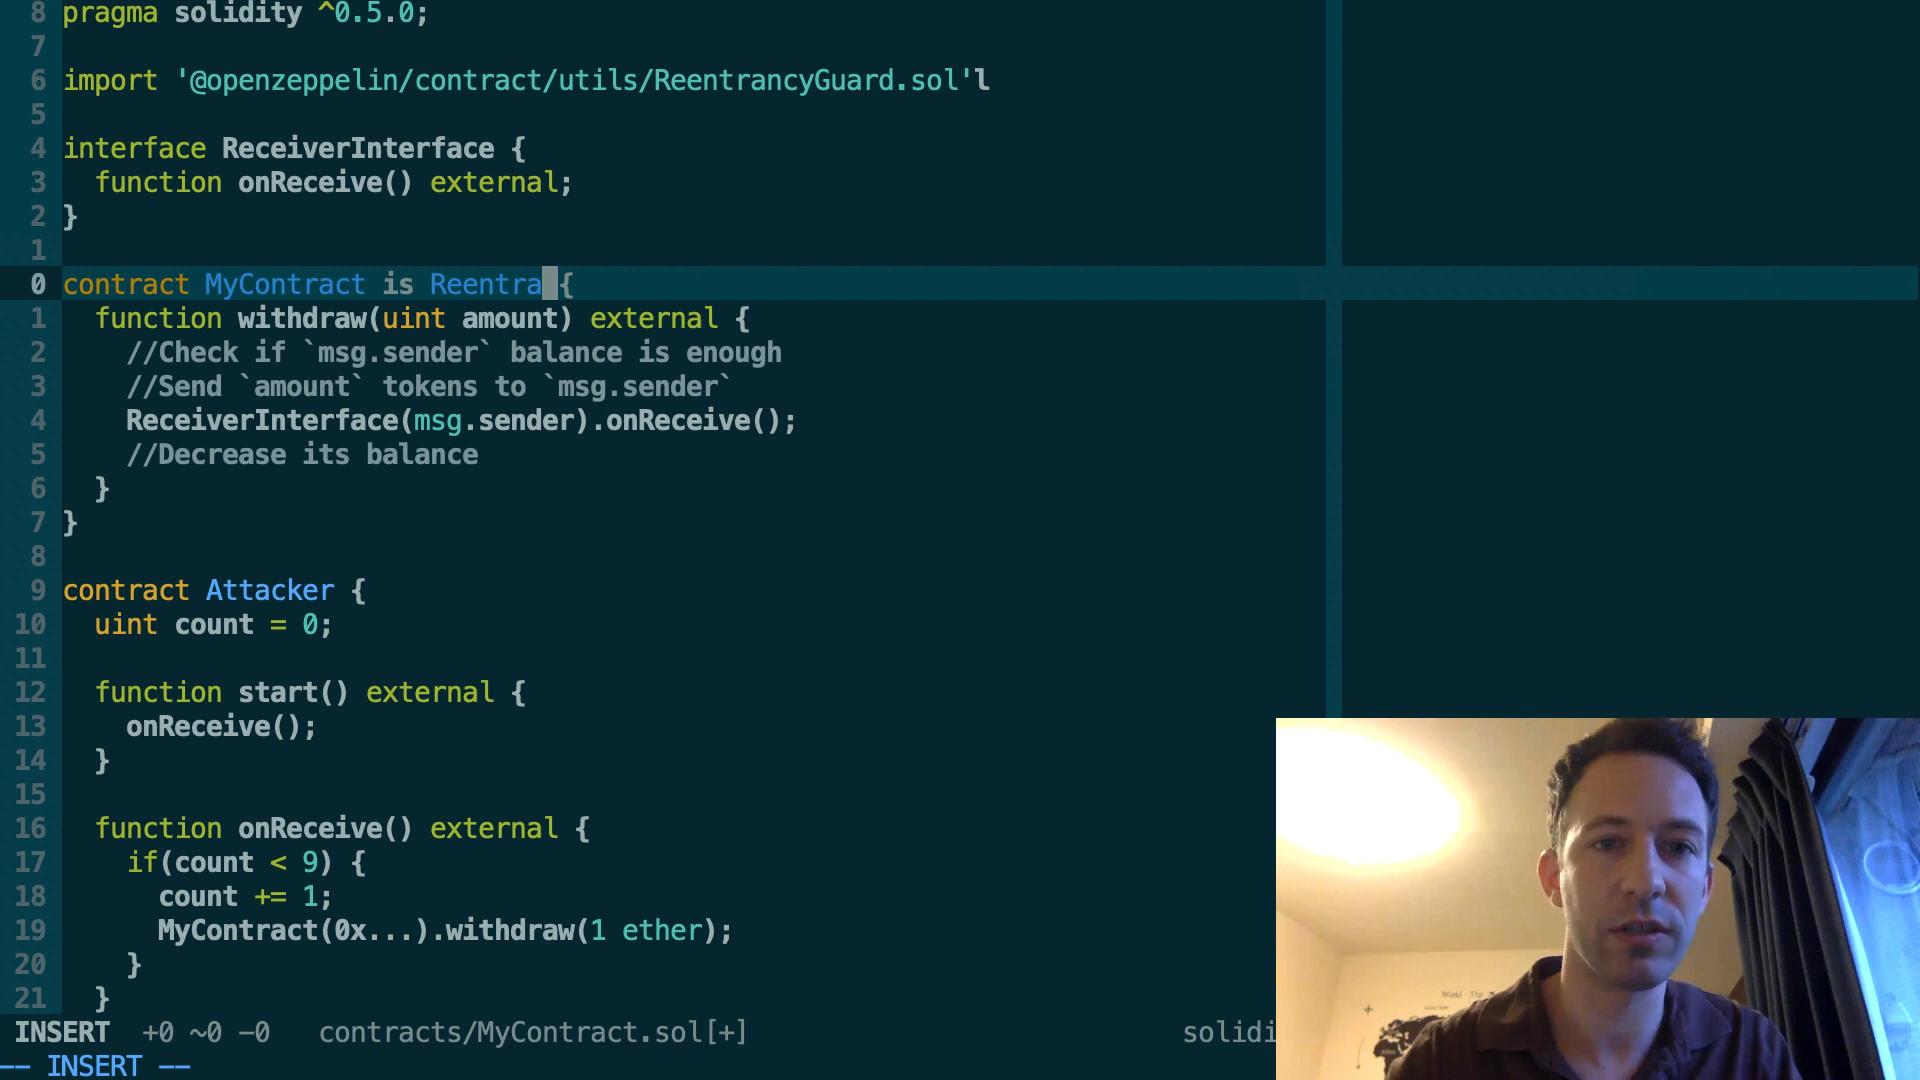 8 pragma solidity ^0.5.0;
7
6 import '@openzeppelin/contract/utils/ReentrancyGuard.sol'l
5
4 interface ReceiverInterface {
3 function onReceive() external;
2 }
1
0 contract MyContract is Reentra {
1 function withdraw(uint amount) external {
2 //Check if `msg.sender` balance is enough
3 //Send `amount` tokens to `msg.sender`
4 ReceiverInterface(msg.sender).onReceive();
5 //Decrease its balance
6 }
7 }
8
9 contract Attacker {
10 uint count = 0;
11
12 function start() external {
13 onReceive();
14 }
15
16 function onReceive() external {
17 if(count < 9) {
18 count += 1;
19 MyContract(0x...).withdraw(1 ether);
20 }
21 }
INSERT +0 ~0 -0 contracts/MyContract.sol[+] solidi
-- INSERT --
World Trip